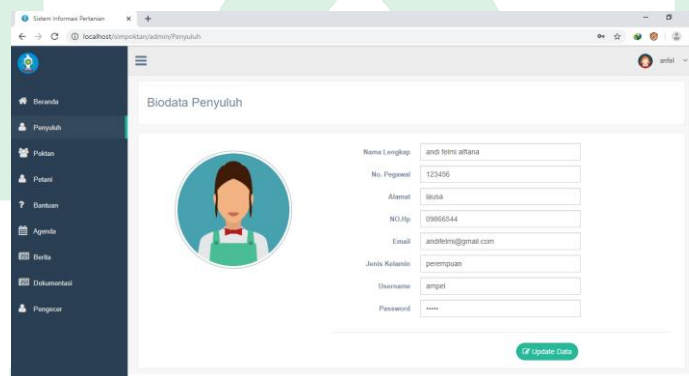 Sistem Informasi Pertanian
localhost/simpoktan/admin/Penyuluh
anfel
Beranda
Penyuluh
Poktan
Petani
Bantuan
Agenda
Berita
Dokumentasi
Pengecer
Biodata Penyuluh
Nama Lengkap andi felmi alfiana
No. Pegawai 123456
Alamat lausa
NO.Hp 09866544
Email andifelmi@gmail.com
Jenis Kelamin perempuan
Username ampel
Password •••••
Update Data